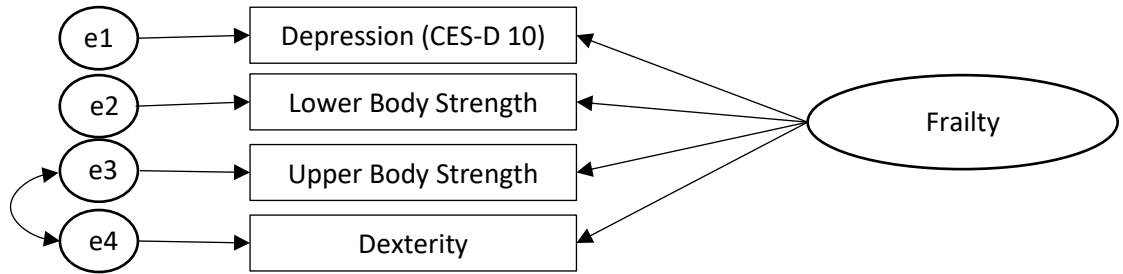 e1
Depression (CES-D 10)
e2
Lower Body Strength
Frailty
e3
Upper Body Strength
e4
Dexterity